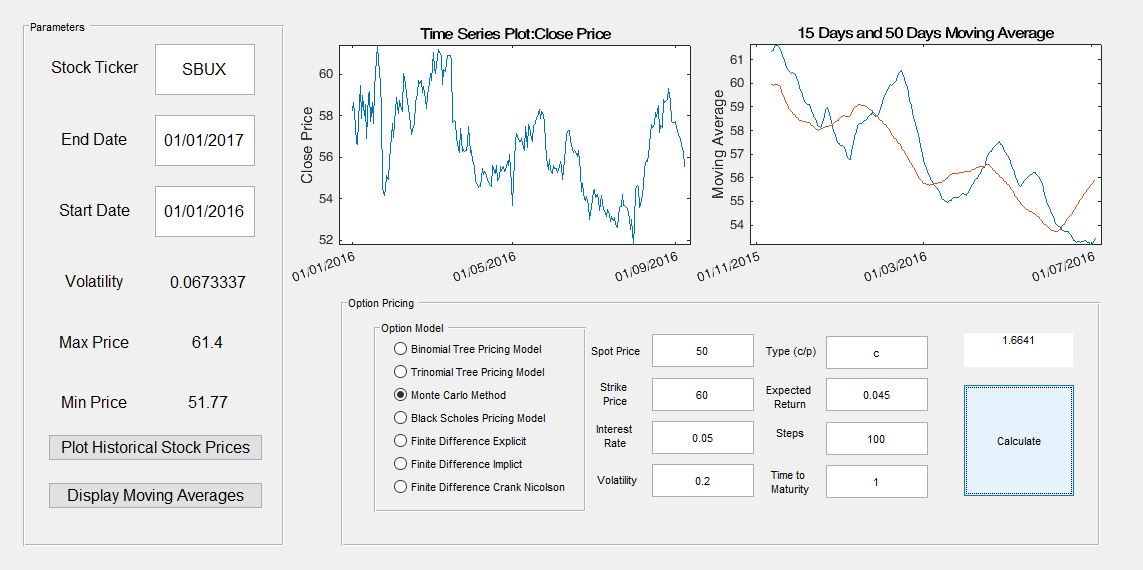 Parameters
Stock Ticker
SBUX
End Date
01/01/2017
Start Date
01/01/2016
Volatility
0.0673337
Max Price
61.4
Min Price
51.77
Plot Historical Stock Prices
Display Moving Averages
Time Series Plot:Close Price
Close Price
60
58
56
54
52
01/01/2016
01/05/2016
01/09/2016
15 Days and 50 Days Moving Average
Moving Average
61
60
59
58
57
56
55
54
01/11/2015
01/03/2016
01/07/2016
Option Pricing
Option Model
Binomial Tree Pricing Model
Trinomial Tree Pricing Model
Monte Carlo Method
Black Scholes Pricing Model
Finite Difference Explicit
Finite Difference Implict
Finite Difference Crank Nicolson
Spot Price
50
Strike
Price
60
Interest
Rate
0.05
Volatility
0.2
Type (c/p)
c
Expected
Return
0.045
Steps
100
Time to
Maturity
1
1.6641
Calculate